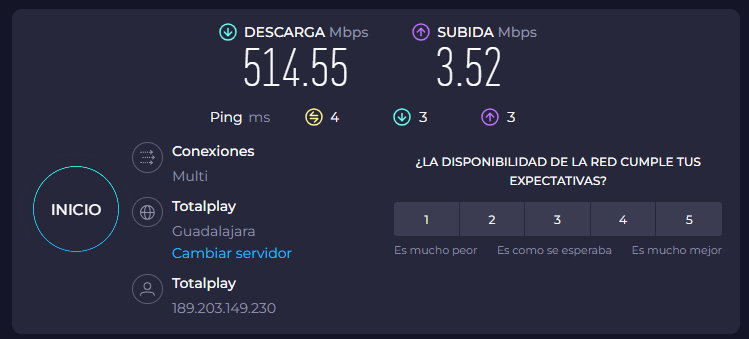 DESCARGA Mbps
514.55
SUBIDA Mbps
3.52
Ping ms 4 3 3
INICIO
Conexiones
Multi
Totalplay
Guadalajara
Cambiar servidor
Totalplay
189.203.149.230
¿LA DISPONIBILIDAD DE LA RED CUMPLE TUS
EXPECTATIVAS?
1 2 3 4 5
Es mucho peor Es como se esperaba Es mucho mejor